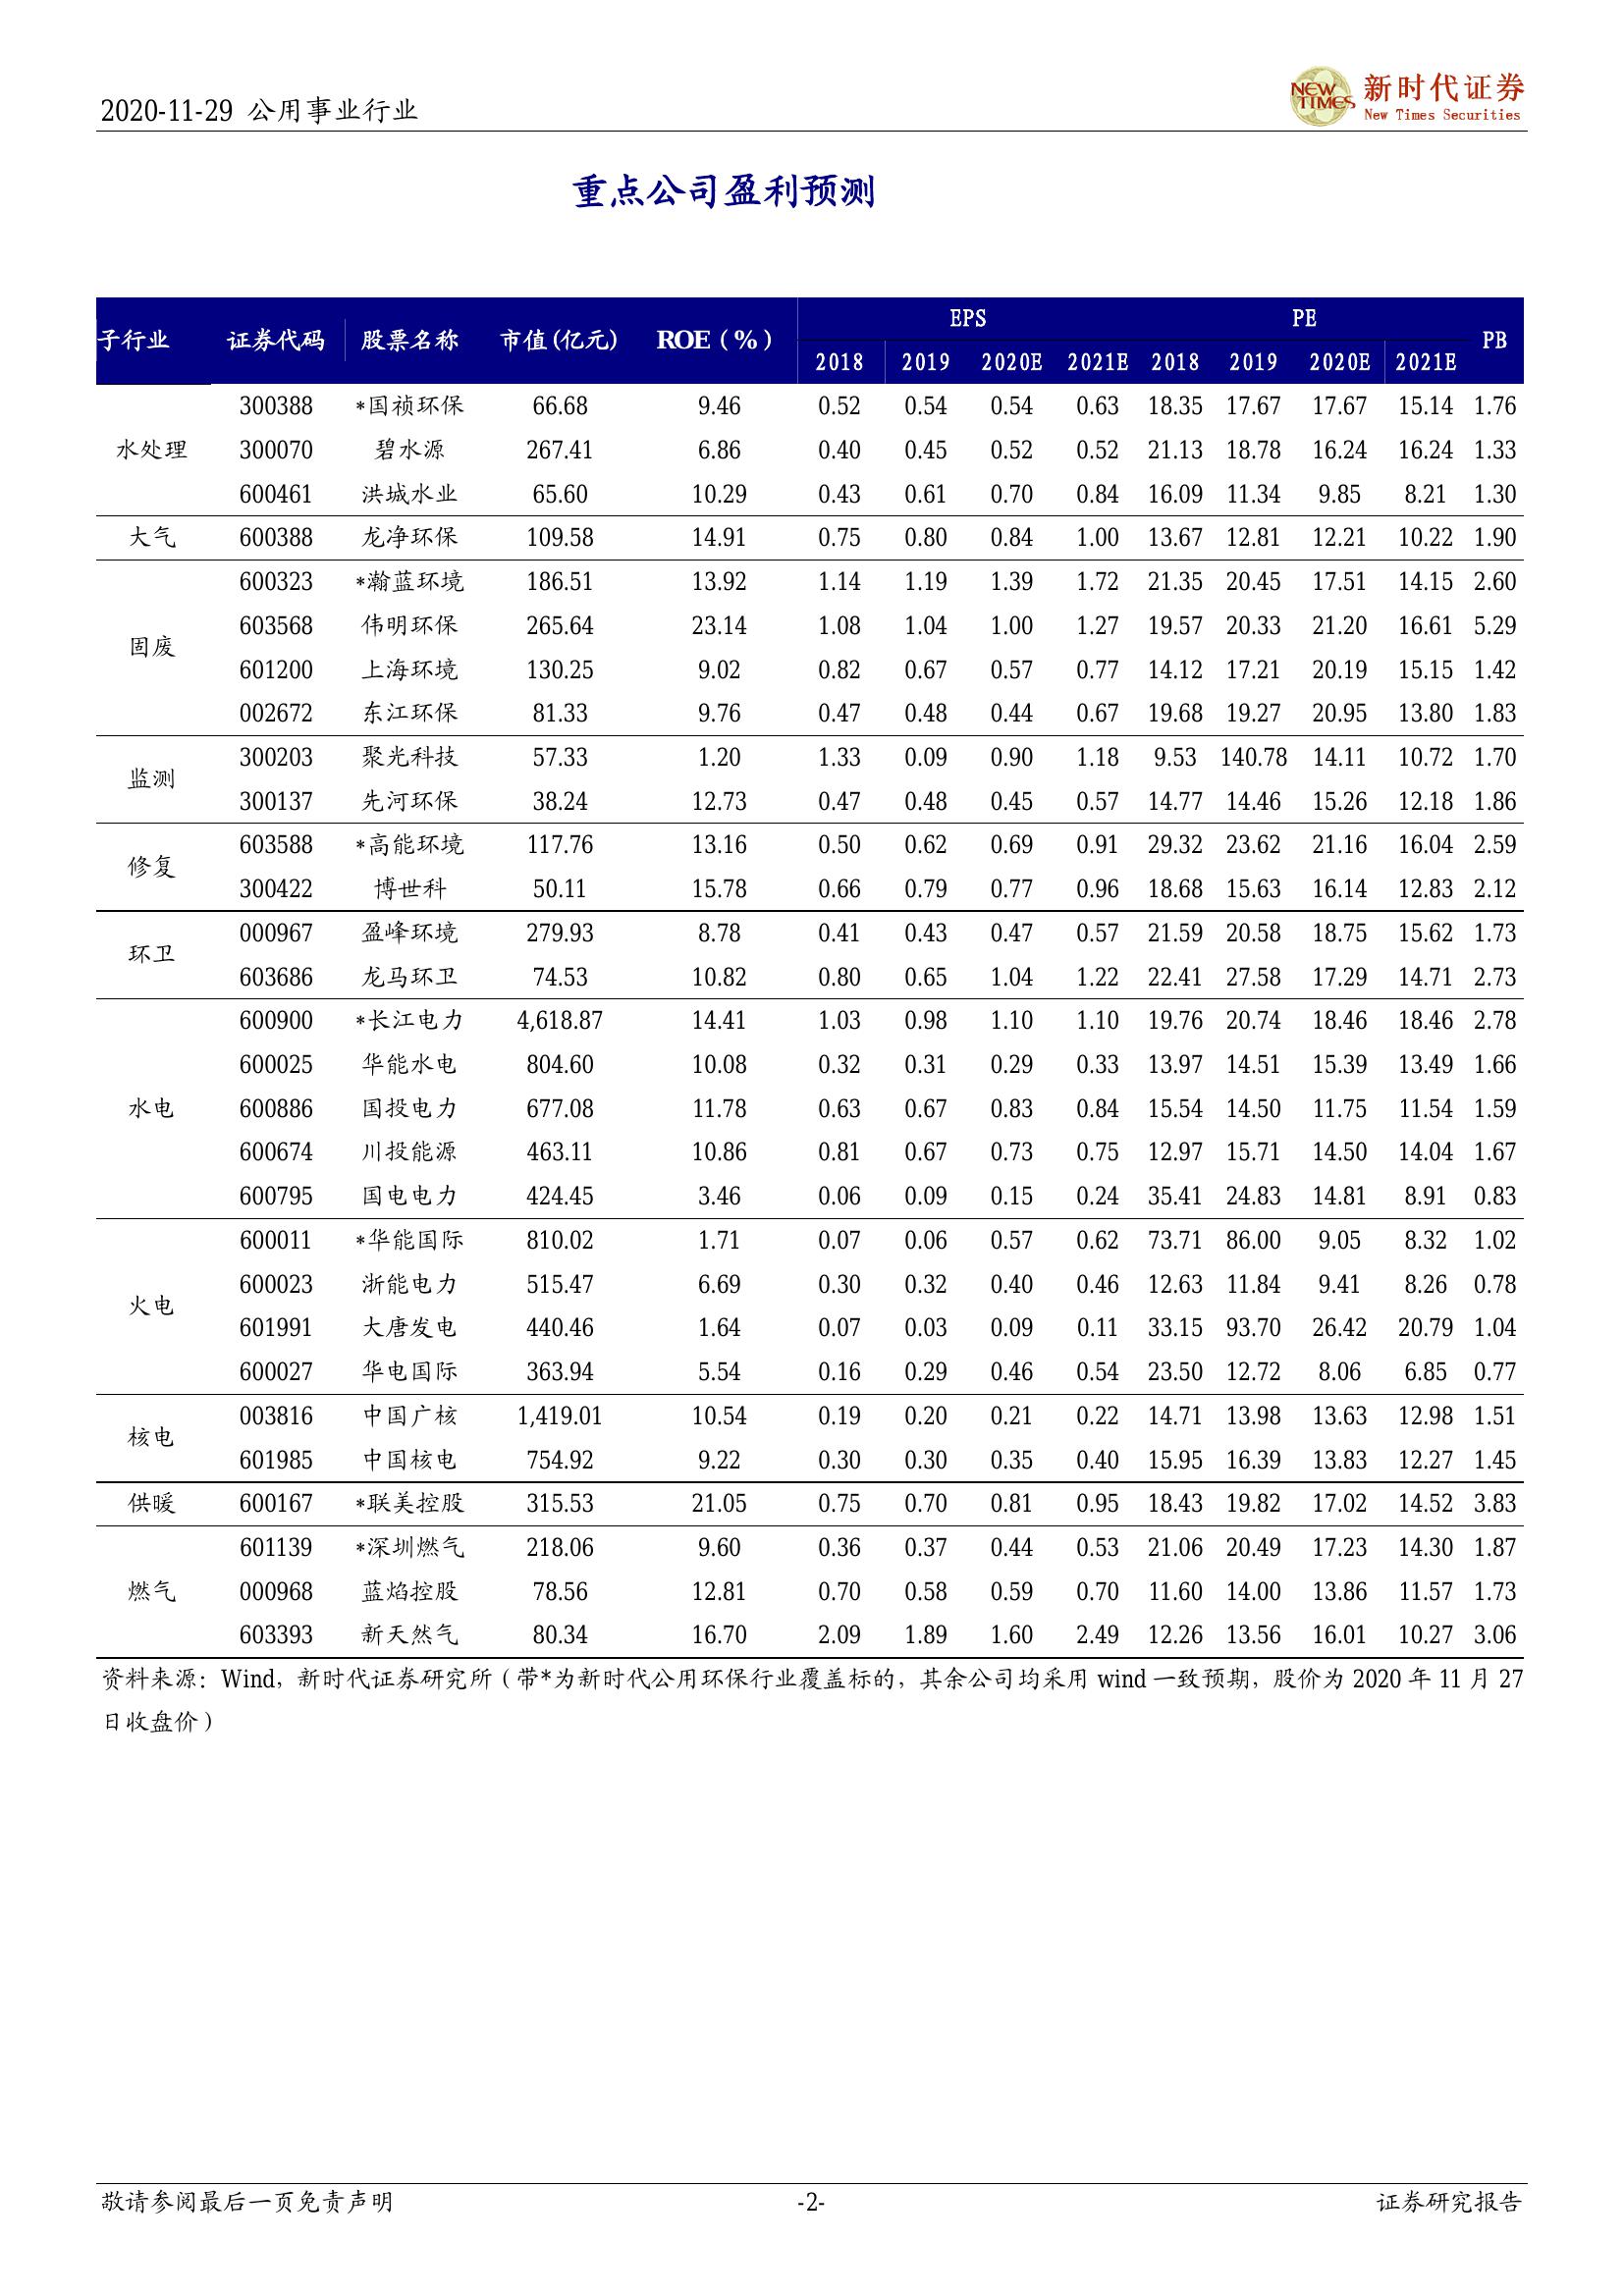 2020-11-29 公用事业行业
NEW TIMES 新时代证券
New Times Securities
重点公司盈利预测
子行业 证券代码 股票名称 市值(亿元) ROE(%) EPS PE PB
2018 2019 2020E 2021E 2018 2019 2020E 2021E
水处理 300388 *国祯环保 66.68 9.46 0.52 0.54 0.54 0.63 18.35 17.67 17.67 15.14 1.76
300070 碧水源 267.41 6.86 0.40 0.45 0.52 0.52 21.13 18.78 16.24 16.24 1.33
600461 洪城水业 65.60 10.29 0.43 0.61 0.70 0.84 16.09 11.34 9.85 8.21 1.30
大气 600388 龙净环保 109.58 14.91 0.75 0.80 0.84 1.00 13.67 12.81 12.21 10.22 1.90
固废 600323 *瀚蓝环境 186.51 13.92 1.14 1.19 1.39 1.72 21.35 20.45 17.51 14.15 2.60
603568 伟明环保 265.64 23.14 1.08 1.04 1.00 1.27 19.57 20.33 21.20 16.61 5.29
601200 上海环境 130.25 9.02 0.82 0.67 0.57 0.77 14.12 17.21 20.19 15.15 1.42
002672 东江环保 81.33 9.76 0.47 0.48 0.44 0.67 19.68 19.27 20.95 13.80 1.83
监测 300203 聚光科技 57.33 1.20 1.33 0.09 0.90 1.18 9.53 140.78 14.11 10.72 1.70
300137 先河环保 38.24 12.73 0.47 0.48 0.45 0.57 14.77 14.46 15.26 12.18 1.86
修复 603588 *高能环境 117.76 13.16 0.50 0.62 0.69 0.91 29.32 23.62 21.16 16.04 2.59
300422 博世科 50.11 15.78 0.66 0.79 0.77 0.96 18.68 15.63 16.14 12.83 2.12
环卫 000967 盈峰环境 279.93 8.78 0.41 0.43 0.47 0.57 21.59 20.58 18.75 15.62 1.73
603686 龙马环卫 74.53 10.82 0.80 0.65 1.04 1.22 22.41 27.58 17.29 14.71 2.73
水电 600900 *长江电力 4,618.87 14.41 1.03 0.98 1.10 1.10 19.76 20.74 18.46 18.46 2.78
600025 华能水电 804.60 10.08 0.32 0.31 0.29 0.33 13.97 14.51 15.39 13.49 1.66
600886 国投电力 677.08 11.78 0.63 0.67 0.83 0.84 15.54 14.50 11.75 11.54 1.59
600674 川投能源 463.11 10.86 0.81 0.67 0.73 0.75 12.97 15.71 14.50 14.04 1.67
600795 国电电力 424.45 3.46 0.06 0.09 0.15 0.24 35.41 24.83 14.81 8.91 0.83
火电 600011 *华能国际 810.02 1.71 0.07 0.06 0.57 0.62 73.71 86.00 9.05 8.32 1.02
600023 浙能电力 515.47 6.69 0.30 0.32 0.40 0.46 12.63 11.84 9.41 8.26 0.78
601991 大唐发电 440.46 1.64 0.07 0.03 0.09 0.11 33.15 93.70 26.42 20.79 1.04
600027 华电国际 363.94 5.54 0.16 0.29 0.46 0.54 23.50 12.72 8.06 6.85 0.77
核电 003816 中国广核 1,419.01 10.54 0.19 0.20 0.21 0.22 14.71 13.98 13.63 12.98 1.51
601985 中国核电 754.92 9.22 0.30 0.30 0.35 0.40 15.95 16.39 13.83 12.27 1.45
供暖 600167 *联美控股 315.53 21.05 0.75 0.70 0.81 0.95 18.43 19.82 17.02 14.52 3.83
燃气 601139 *深圳燃气 218.06 9.60 0.36 0.37 0.44 0.53 21.06 20.49 17.23 14.30 1.87
000968 蓝焰控股 78.56 12.81 0.70 0.58 0.59 0.70 11.60 14.00 13.86 11.57 1.73
603393 新天然气 80.34 16.70 2.09 1.89 1.60 2.49 12.26 13.56 16.01 10.27 3.06
资料来源：Wind，新时代证券研究所（带*为新时代公用环保行业覆盖标的，其余公司均采用 wind 一致预期，股价为 2020 年 11 月 27
日收盘价）
敬请参阅最后一页免责声明 -2- 证券研究报告